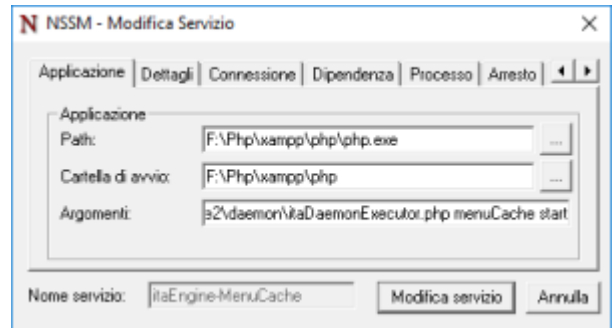 NSSM - Modifica Servizio
Applicazione Dettagli Connessione Dipendenza Processo Arresto
Applicazione
Path: F:\Php\xampp\php\php.exe ...
Cartella di avvio: F:\Php\xampp\php ...
Argomenti: e2\daemon\itaDaemonExecutor.php menuCache start
Nome servizio: itaEngine-MenuCache Modifica servizio Annulla